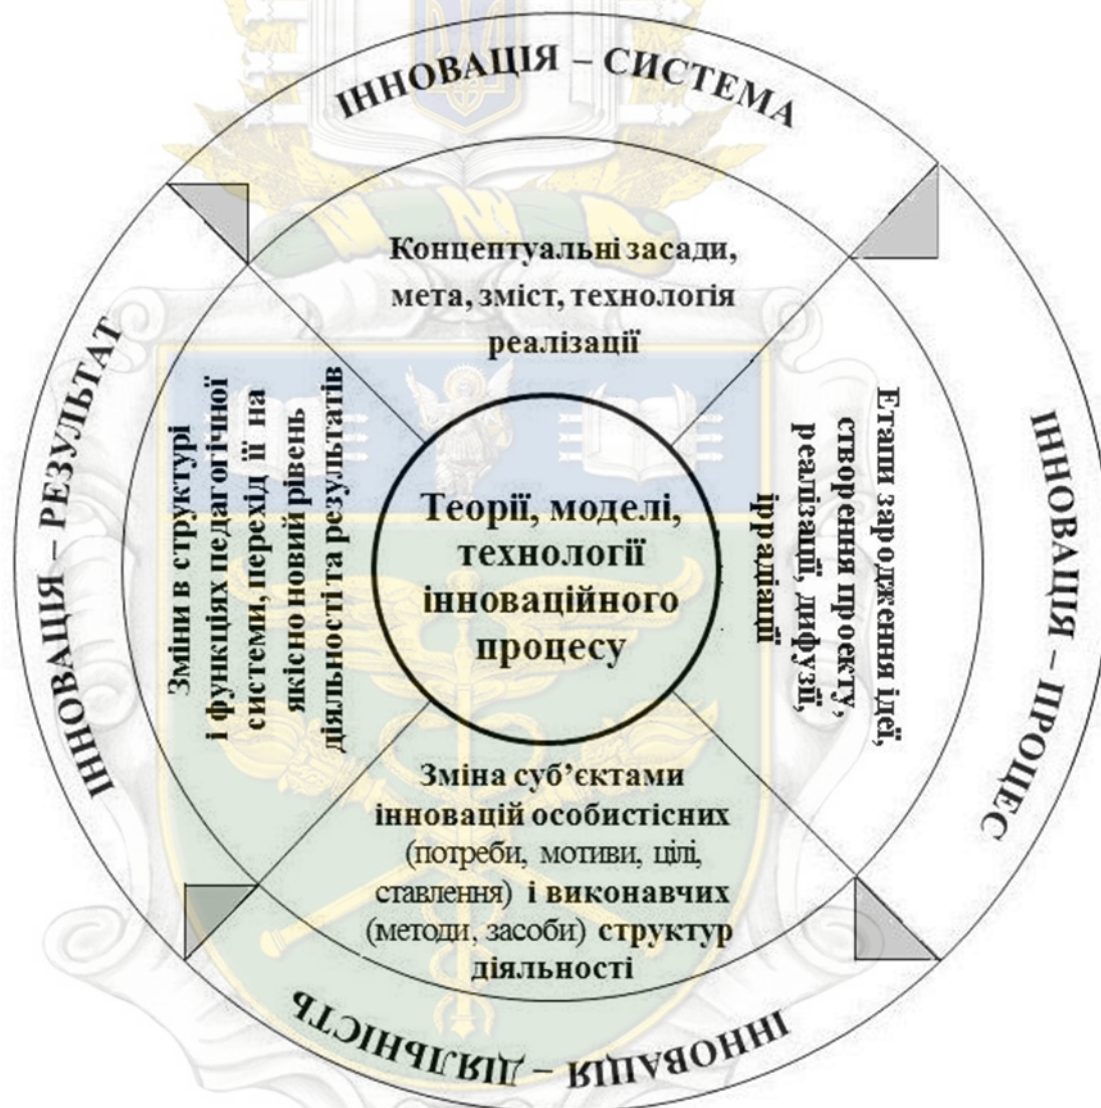 ІННОВАЦІЯ – СИСТЕМА
Концептуальні засади,
мета, зміст, технологія
реалізації
ІННОВАЦІЯ – ПРОЦЕС
Етапи зародження ідеї,
створення проекту,
реалізації, дифузії,
іррадіації
ІННОВАЦІЯ – ДІЯЛЬНІСТЬ
Зміна суб’єктами
інновацій особистісних
(потреби, мотиви, цілі,
ставлення) і виконавчих
(методи, засоби) структур
діяльності
ІННОВАЦІЯ – РЕЗУЛЬТАТ
Зміни в структурі
і функціях педагогічної
системи, перехід її на
якісно новий рівень
діяльності та результатів
Теорії, моделі,
технології
інноваційного
процесу